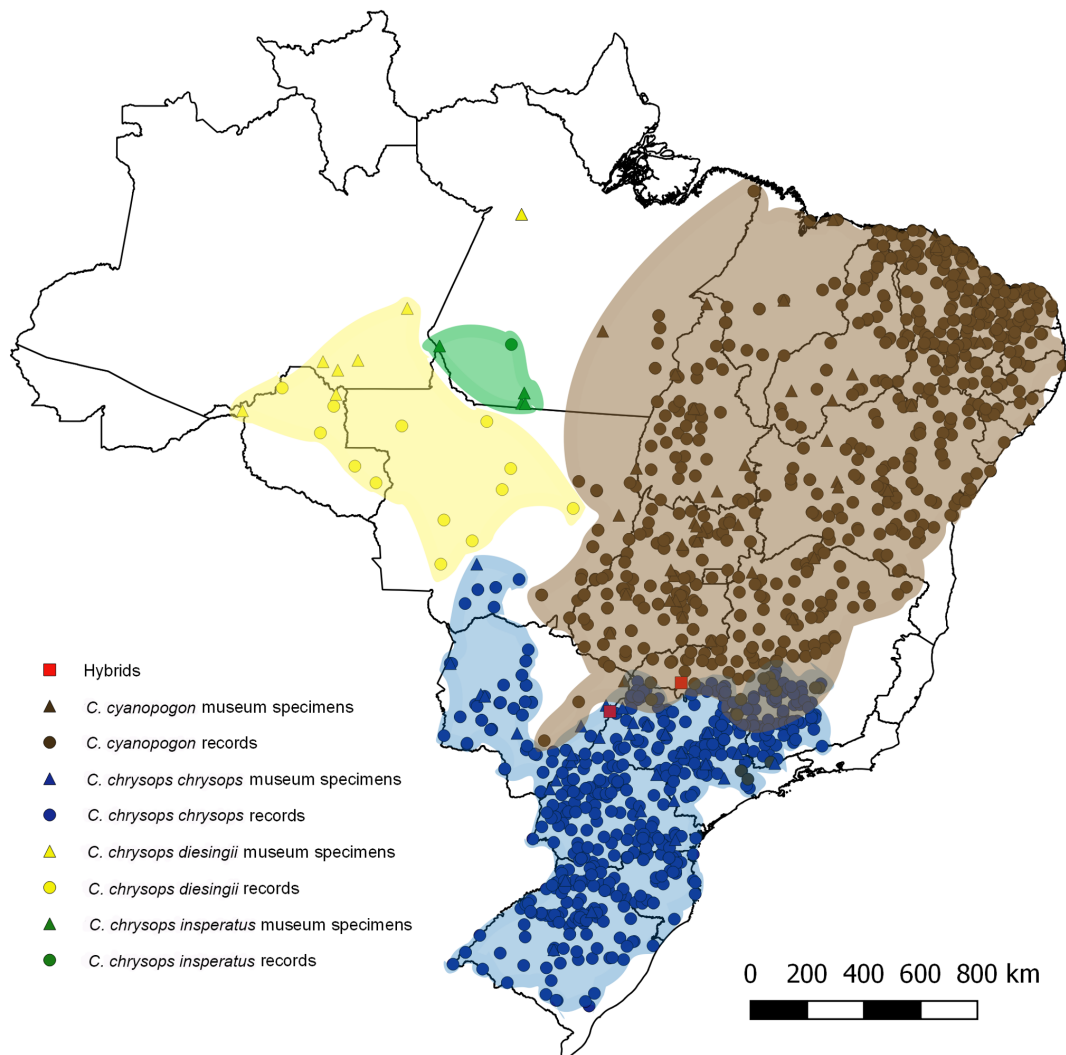 Hybrids
C. cyanopogon museum specimens
C. cyanopogon records
C. chrysops chrysops museum specimens
C. chrysops chrysops records
C. chrysops diesingii museum specimens
C. chrysops diesingii records
C. chrysops insperatus museum specimens
C. chrysops insperatus records
0 200 400 600 800 km